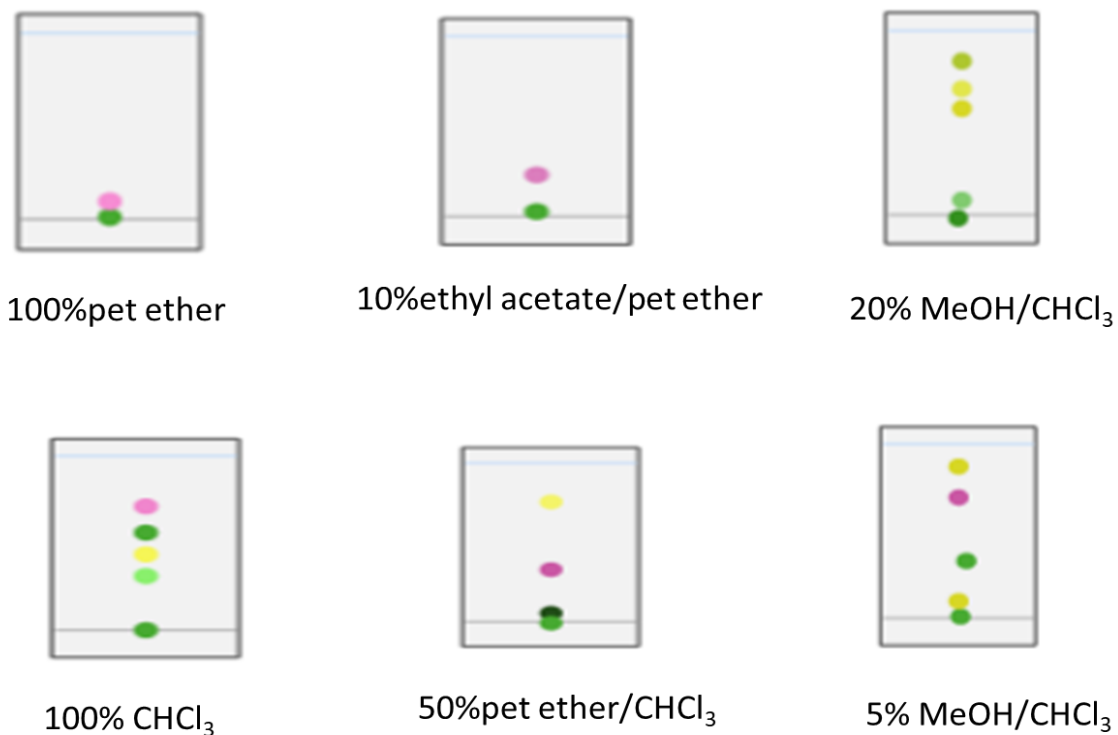 100%pet ether
10%ethyl acetate/pet ether
20% MeOH/CHCl₃
100% CHCl₃
50%pet ether/CHCl₃
5% MeOH/CHCl₃